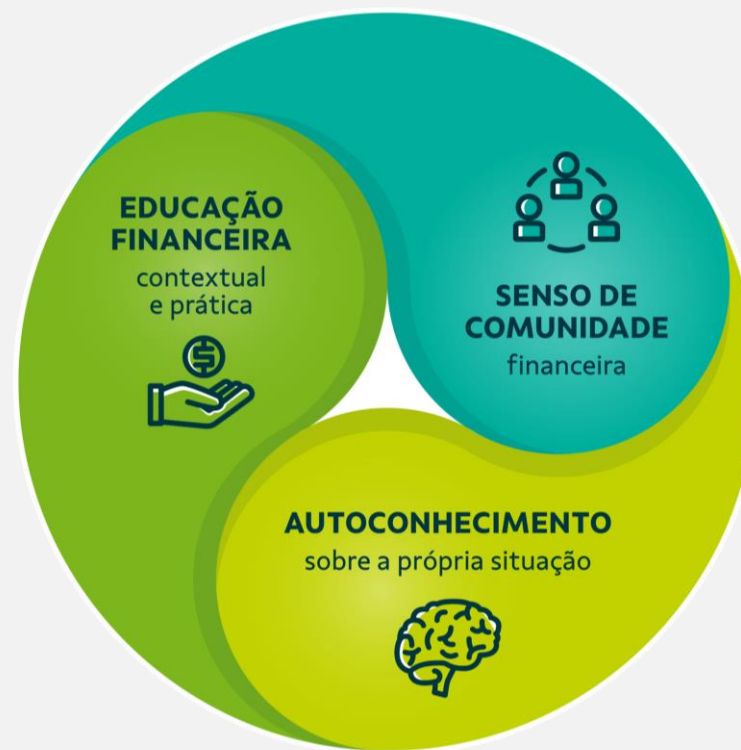 EDUCAÇÃO
FINANCEIRA
contextual
e prática
SENSO DE
COMUNIDADE
financeira
AUTOCONHECIMENTO
sobre a própria situação